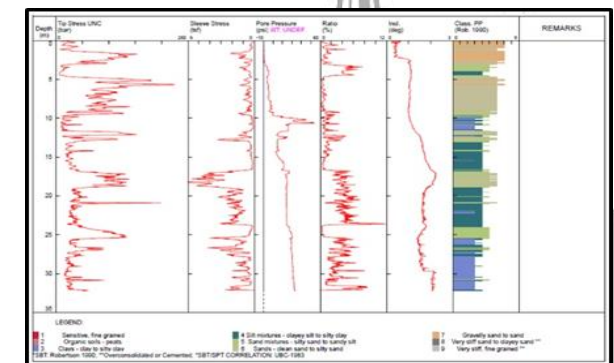 Depth (m) Tip Stress UNC (bar) Sleeve Stress (tsf) Pore Pressure (psi) WT: UNDEF Ratio (%) Incl. (deg) Class. FP (Rob. 1990) REMARKS
5
10
15
20
25
30
35
LEGEND:
1 Sensitive, fine grained 4 Silt mixtures - clayey silt to silty clay 7 Gravelly sand to sand
2 Organic soils - peats 5 Sand mixtures - silty sand to sandy silt 8 Very stiff sand to clayey sand **
3 Clays - clay to silty clay 6 Sands - clean sand to silty sand 9 Very stiff, fine grained **
*SBT: Robertson 1990, **Overconsolidated or Cemented, *SBT/SPT CORRELATION: UBC-1983